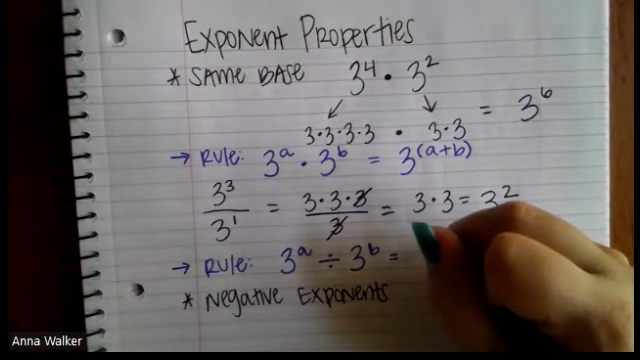 Exponent Properties
* SAME BASE 3⁴ • 3²
3•3•3•3 • 3•3 = 3⁶
→ RULE: 3ᵃ • 3ᵇ = 3⁽ᵃ⁺ᵇ⁾
3³/3¹ = 3•3•3/3 = 3•3 = 3²
→ RULE: 3ᵃ ÷ 3ᵇ =
* Negative Exponents
Anna Walker